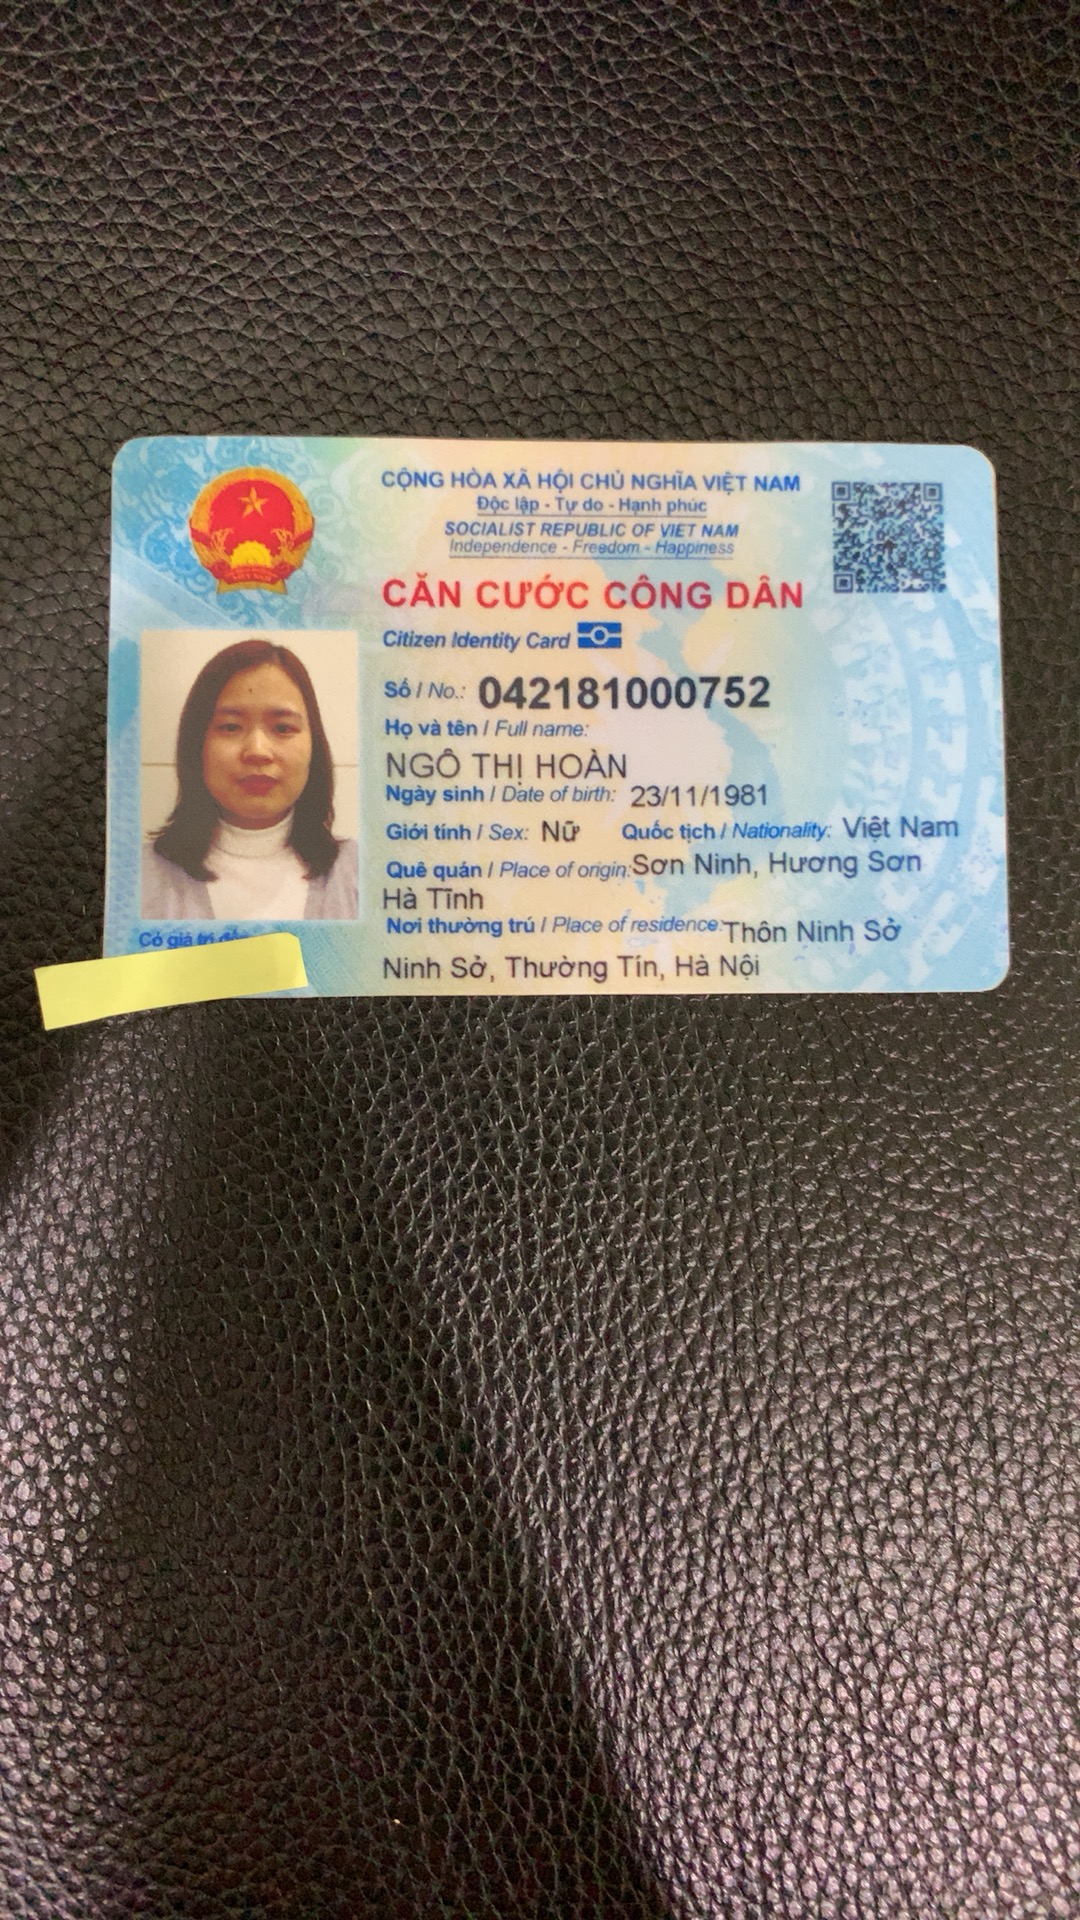 CỘNG HÒA XÃ HỘI CHỦ NGHĨA VIỆT NAM
Độc lập - Tự do - Hạnh phúc
SOCIALIST REPUBLIC OF VIET NAM
Independence - Freedom - Happiness
CĂN CƯỚC CÔNG DÂN
Citizen Identity Card
Số / No.: 042181000752
Họ và tên / Full name:
NGÔ THỊ HOÀN
Ngày sinh / Date of birth: 23/11/1981
Giới tính / Sex: Nữ Quốc tịch / Nationality: Việt Nam
Quê quán / Place of origin: Sơn Ninh, Hương Sơn
Hà Tĩnh
Nơi thường trú / Place of residence: Thôn Ninh Sở
Ninh Sở, Thường Tín, Hà Nội
Có giá trị đến
VIỆT NAM